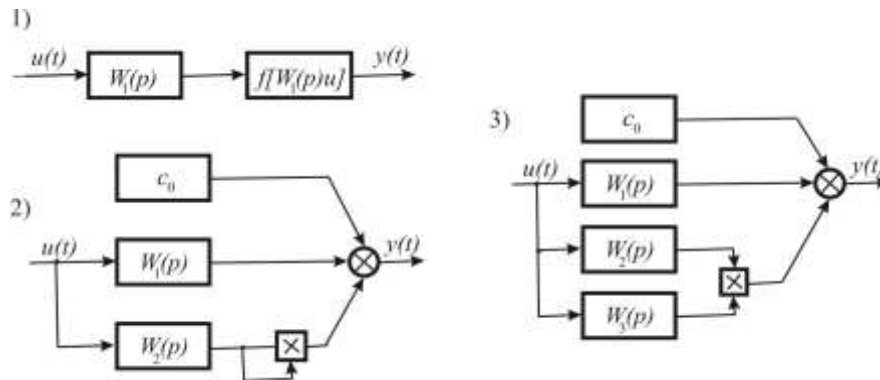 1)
u(t)
W₁(p)
f[W₁(p)u]
y(t)
2)
c₀
u(t)
W₁(p)
W₂(p)
×
y(t)
3)
c₀
u(t)
W₁(p)
W₂(p)
W₃(p)
×
y(t